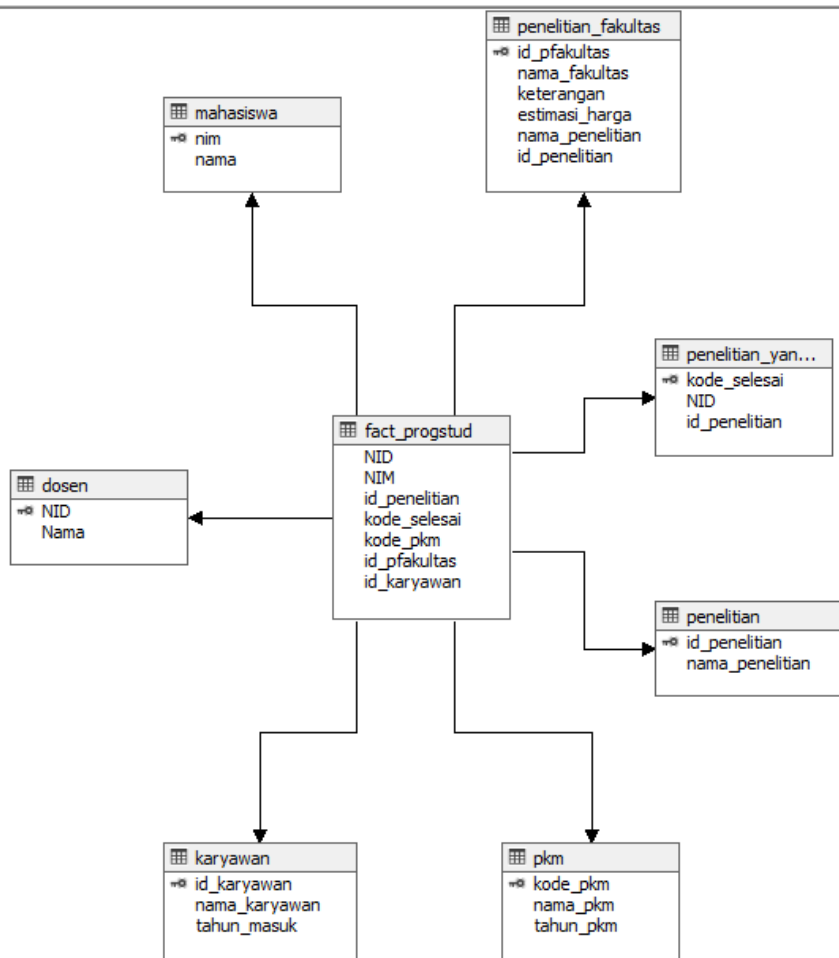 penelitian_fakultas
id_pfakultas
nama_fakultas
keterangan
estimasi_harga
nama_penelitian
id_penelitian
mahasiswa
nim
nama
penelitian_yan...
kode_selesai
NID
id_penelitian
fact_progstud
NID
NIM
id_penelitian
kode_selesai
kode_pkm
id_pfakultas
id_karyawan
dosen
NID
Nama
penelitian
id_penelitian
nama_penelitian
karyawan
id_karyawan
nama_karyawan
tahun_masuk
pkm
kode_pkm
nama_pkm
tahun_pkm